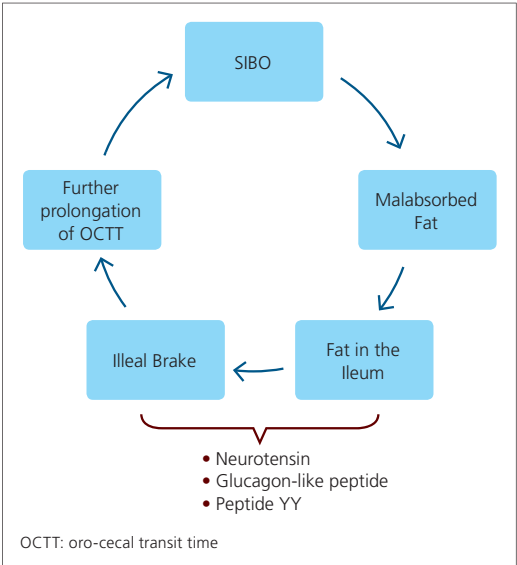 SIBO
Malabsorbed
Fat
Fat in the
Ileum
Illeal Brake
Further
prolongation
of OCTT
• Neurotensin
• Glucagon-like peptide
• Peptide YY
OCTT: oro-cecal transit time